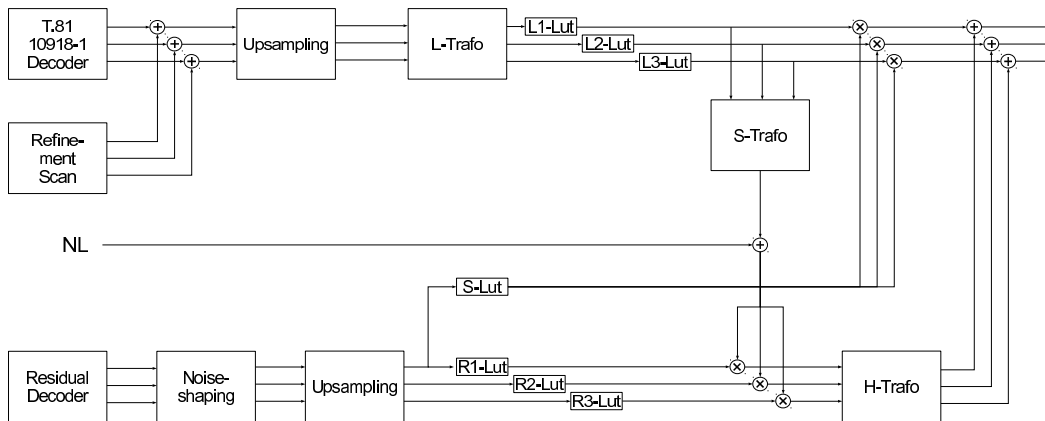 T.81
10918-1
Decoder
Upsampling
L-Trafo
L1-Lut
L2-Lut
L3-Lut
Refine-
ment
Scan
S-Trafo
NL
S-Lut
Residual
Decoder
Noise-
shaping
Upsampling
R1-Lut
R2-Lut
R3-Lut
H-Trafo